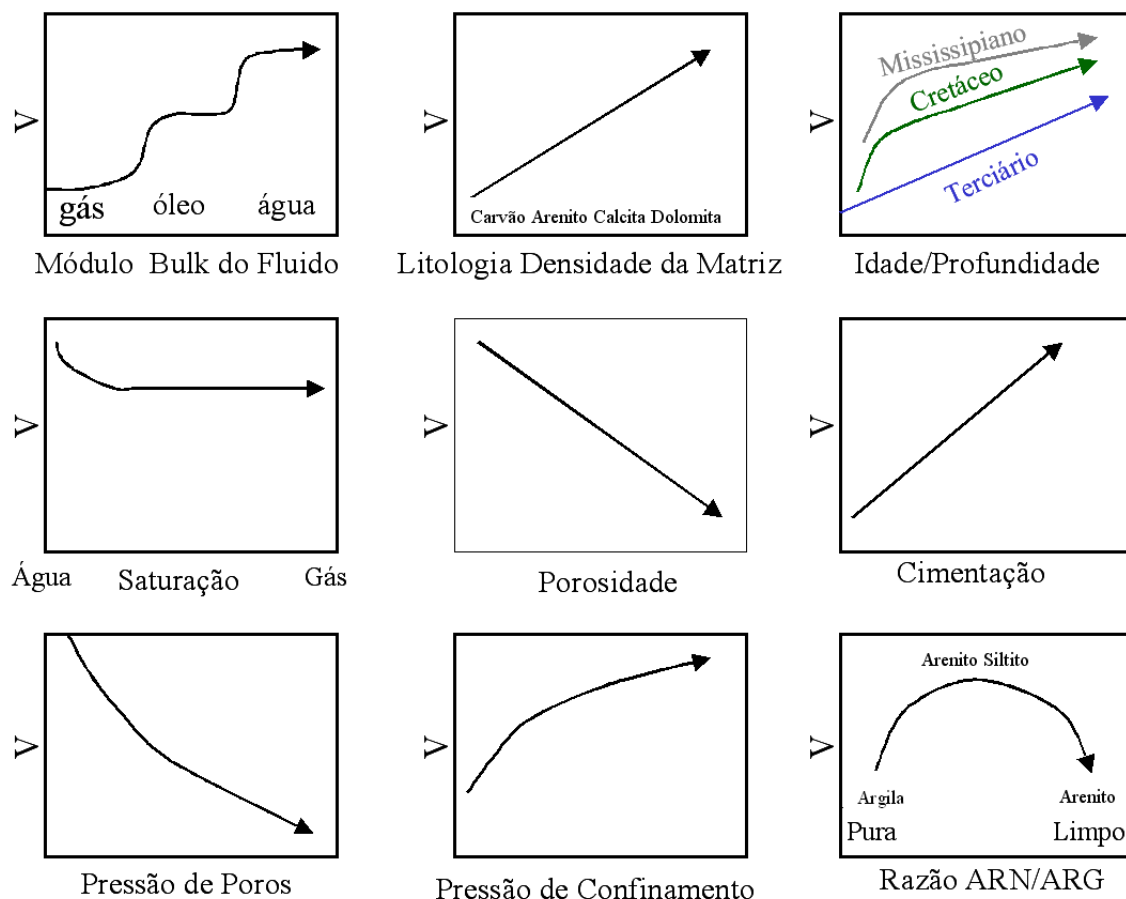 V
gás óleo água
Módulo Bulk do Fluido
V
Carvão Arenito Calcita Dolomita
Litologia Densidade da Matriz
V
Mississipiano
Cretáceo
Terciário
Idade/Profundidade
V
Água Saturação Gás
V
Porosidade
V
Cimentação
V
Pressão de Poros
V
Pressão de Confinamento
V
Arenito Siltito
Argila Arenito
Pura Limpo
Razão ARN/ARG